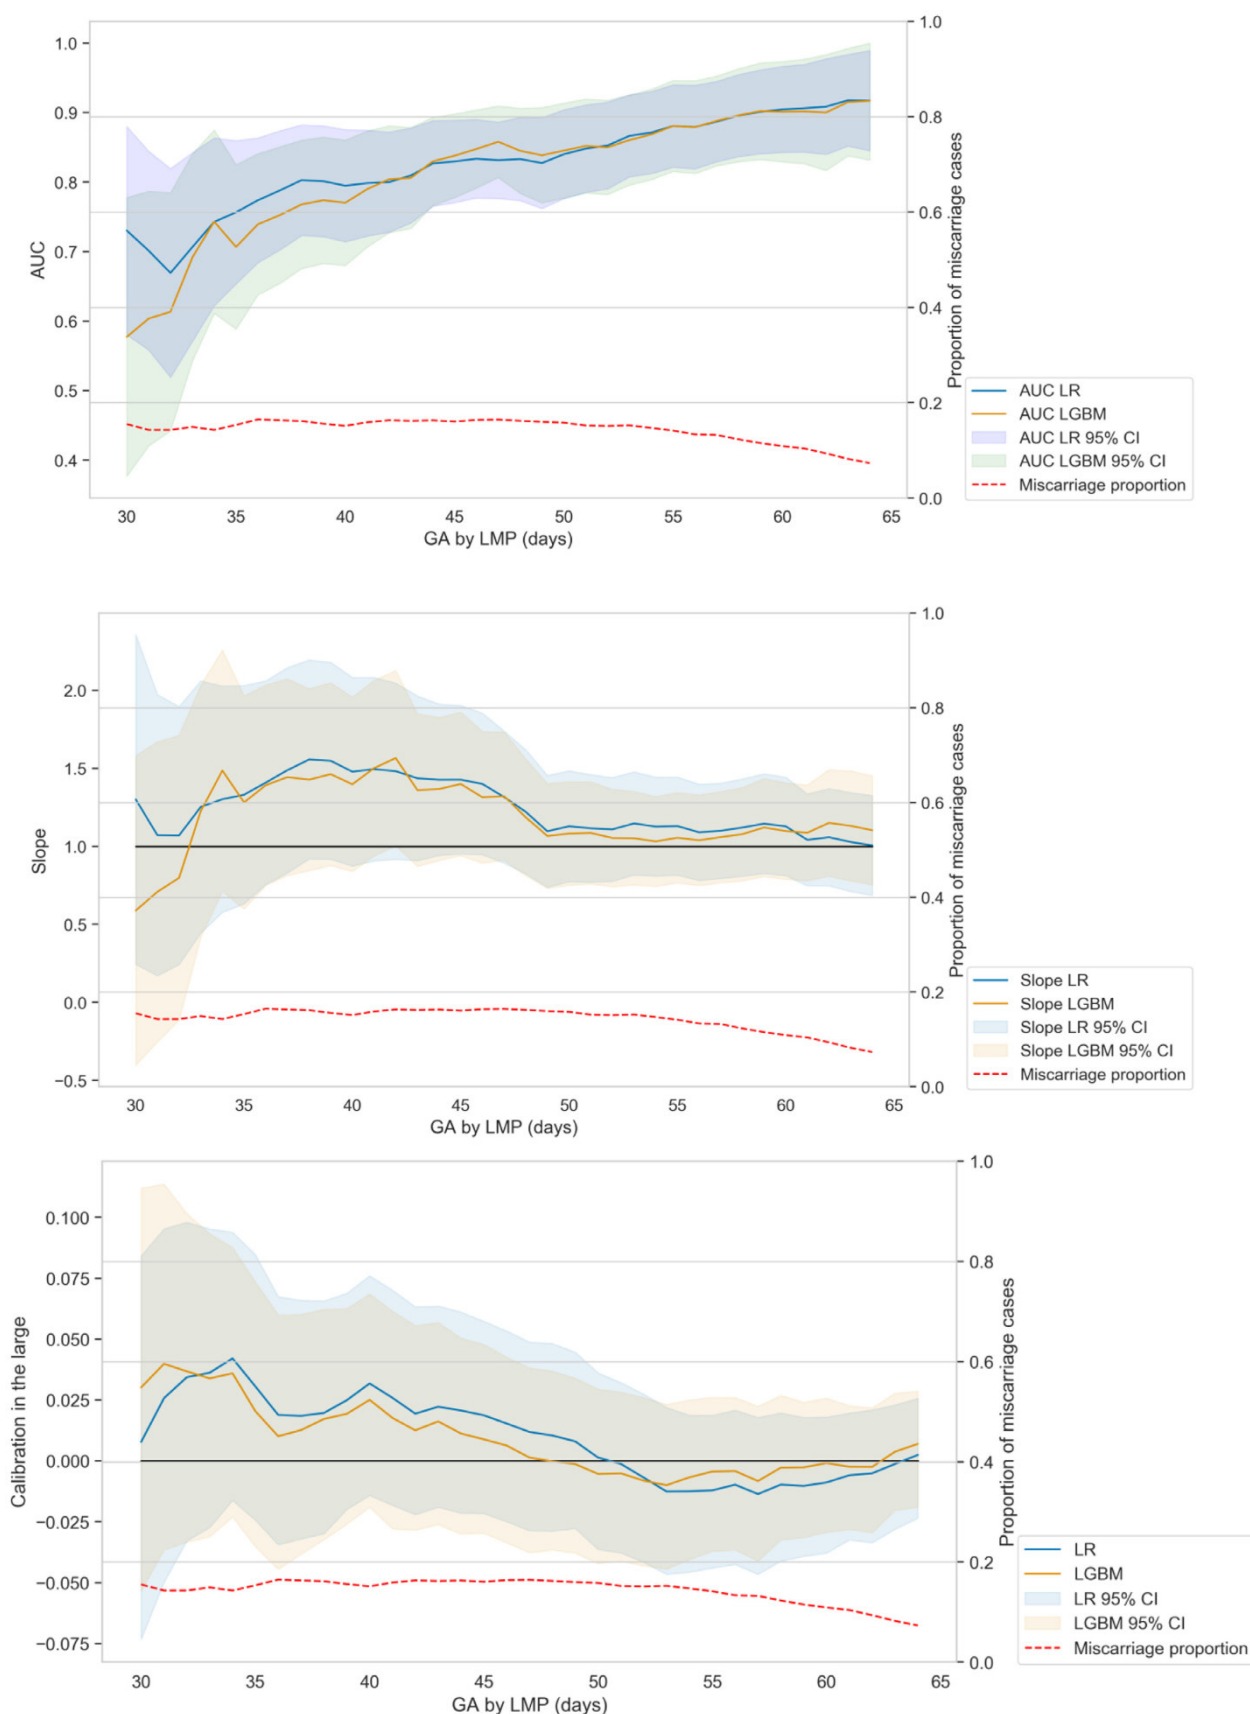 1.0
0.9
0.8
0.7
0.6
0.5
0.4
AUC
1.0
0.8
0.6
0.4
0.2
0.0
Proportion of miscarriage cases
30 35 40 45 50 55 60 65
GA by LMP (days)
AUC LR
AUC LGBM
AUC LR 95% CI
AUC LGBM 95% CI
Miscarriage proportion
2.0
1.5
1.0
0.5
0.0
−0.5
Slope
1.0
0.8
0.6
0.4
0.2
0.0
Proportion of miscarriage cases
30 35 40 45 50 55 60 65
GA by LMP (days)
Slope LR
Slope LGBM
Slope LR 95% CI
Slope LGBM 95% CI
Miscarriage proportion
0.100
0.075
0.050
0.025
0.000
−0.025
−0.050
−0.075
Calibration in the large
1.0
0.8
0.6
0.4
0.2
0.0
Proportion of miscarriage cases
30 35 40 45 50 55 60 65
GA by LMP (days)
LR
LGBM
LR 95% CI
LGBM 95% CI
Miscarriage proportion